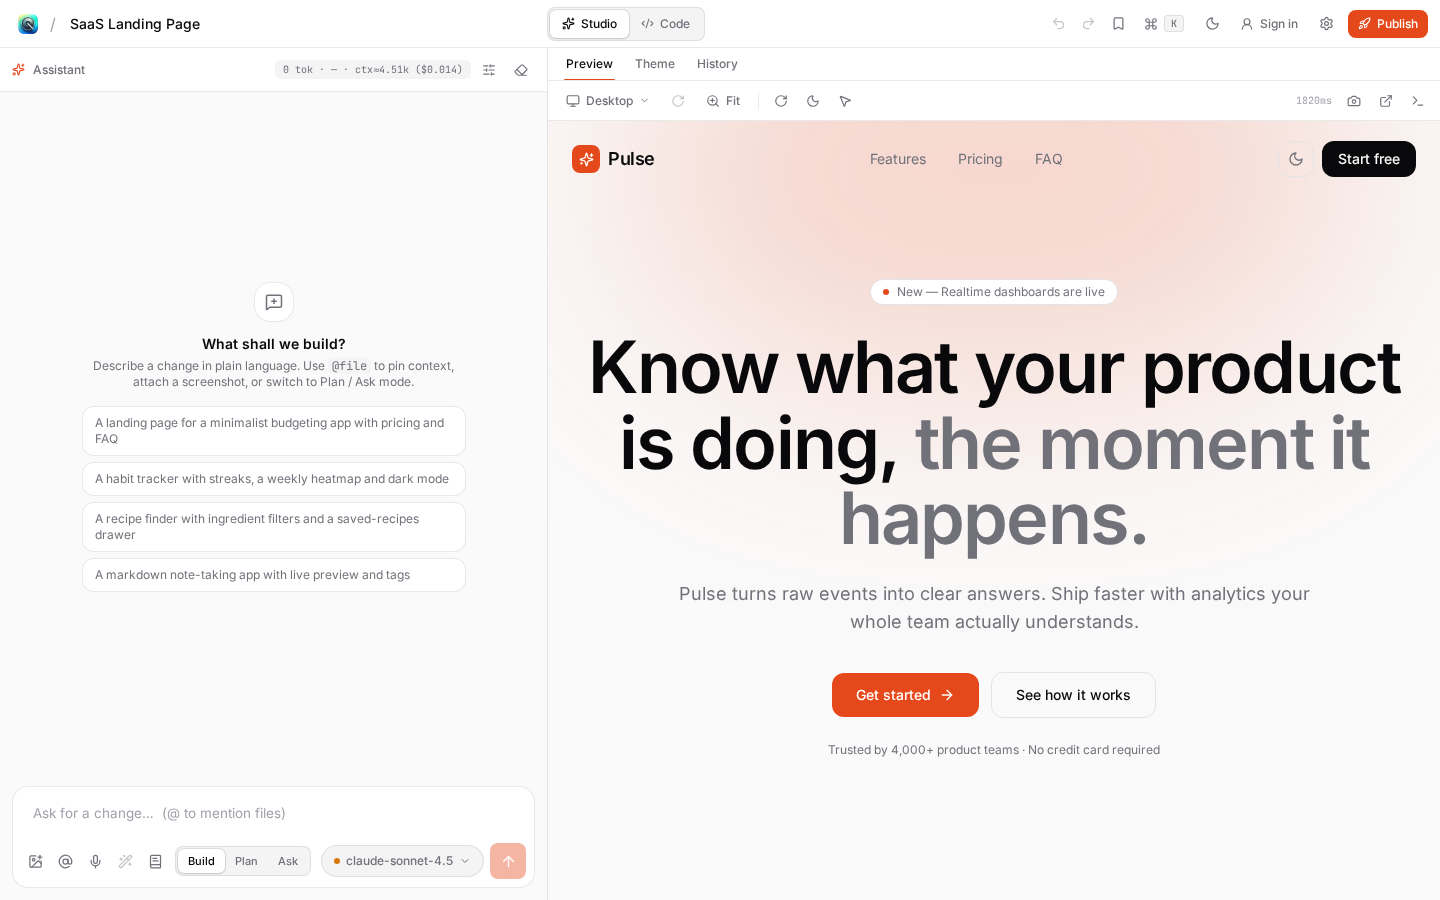 / SaaS Landing Page
Studio
Code
K
Sign in
Publish
Assistant
0 tok · — · ctx≈4.51k ($0.014)
Preview
Theme
History
Desktop
Fit
1820ms
Pulse
Features
Pricing
FAQ
Start free
New — Realtime dashboards are live
Know what your product
is doing, the moment it
happens.
Pulse turns raw events into clear answers. Ship faster with analytics your
whole team actually understands.
Get started
See how it works
Trusted by 4,000+ product teams · No credit card required
What shall we build?
Describe a change in plain language. Use @file to pin context,
attach a screenshot, or switch to Plan / Ask mode.
A landing page for a minimalist budgeting app with pricing and
FAQ
A habit tracker with streaks, a weekly heatmap and dark mode
A recipe finder with ingredient filters and a saved-recipes
drawer
A markdown note-taking app with live preview and tags
Ask for a change... (@ to mention files)
Build
Plan
Ask
claude-sonnet-4.5